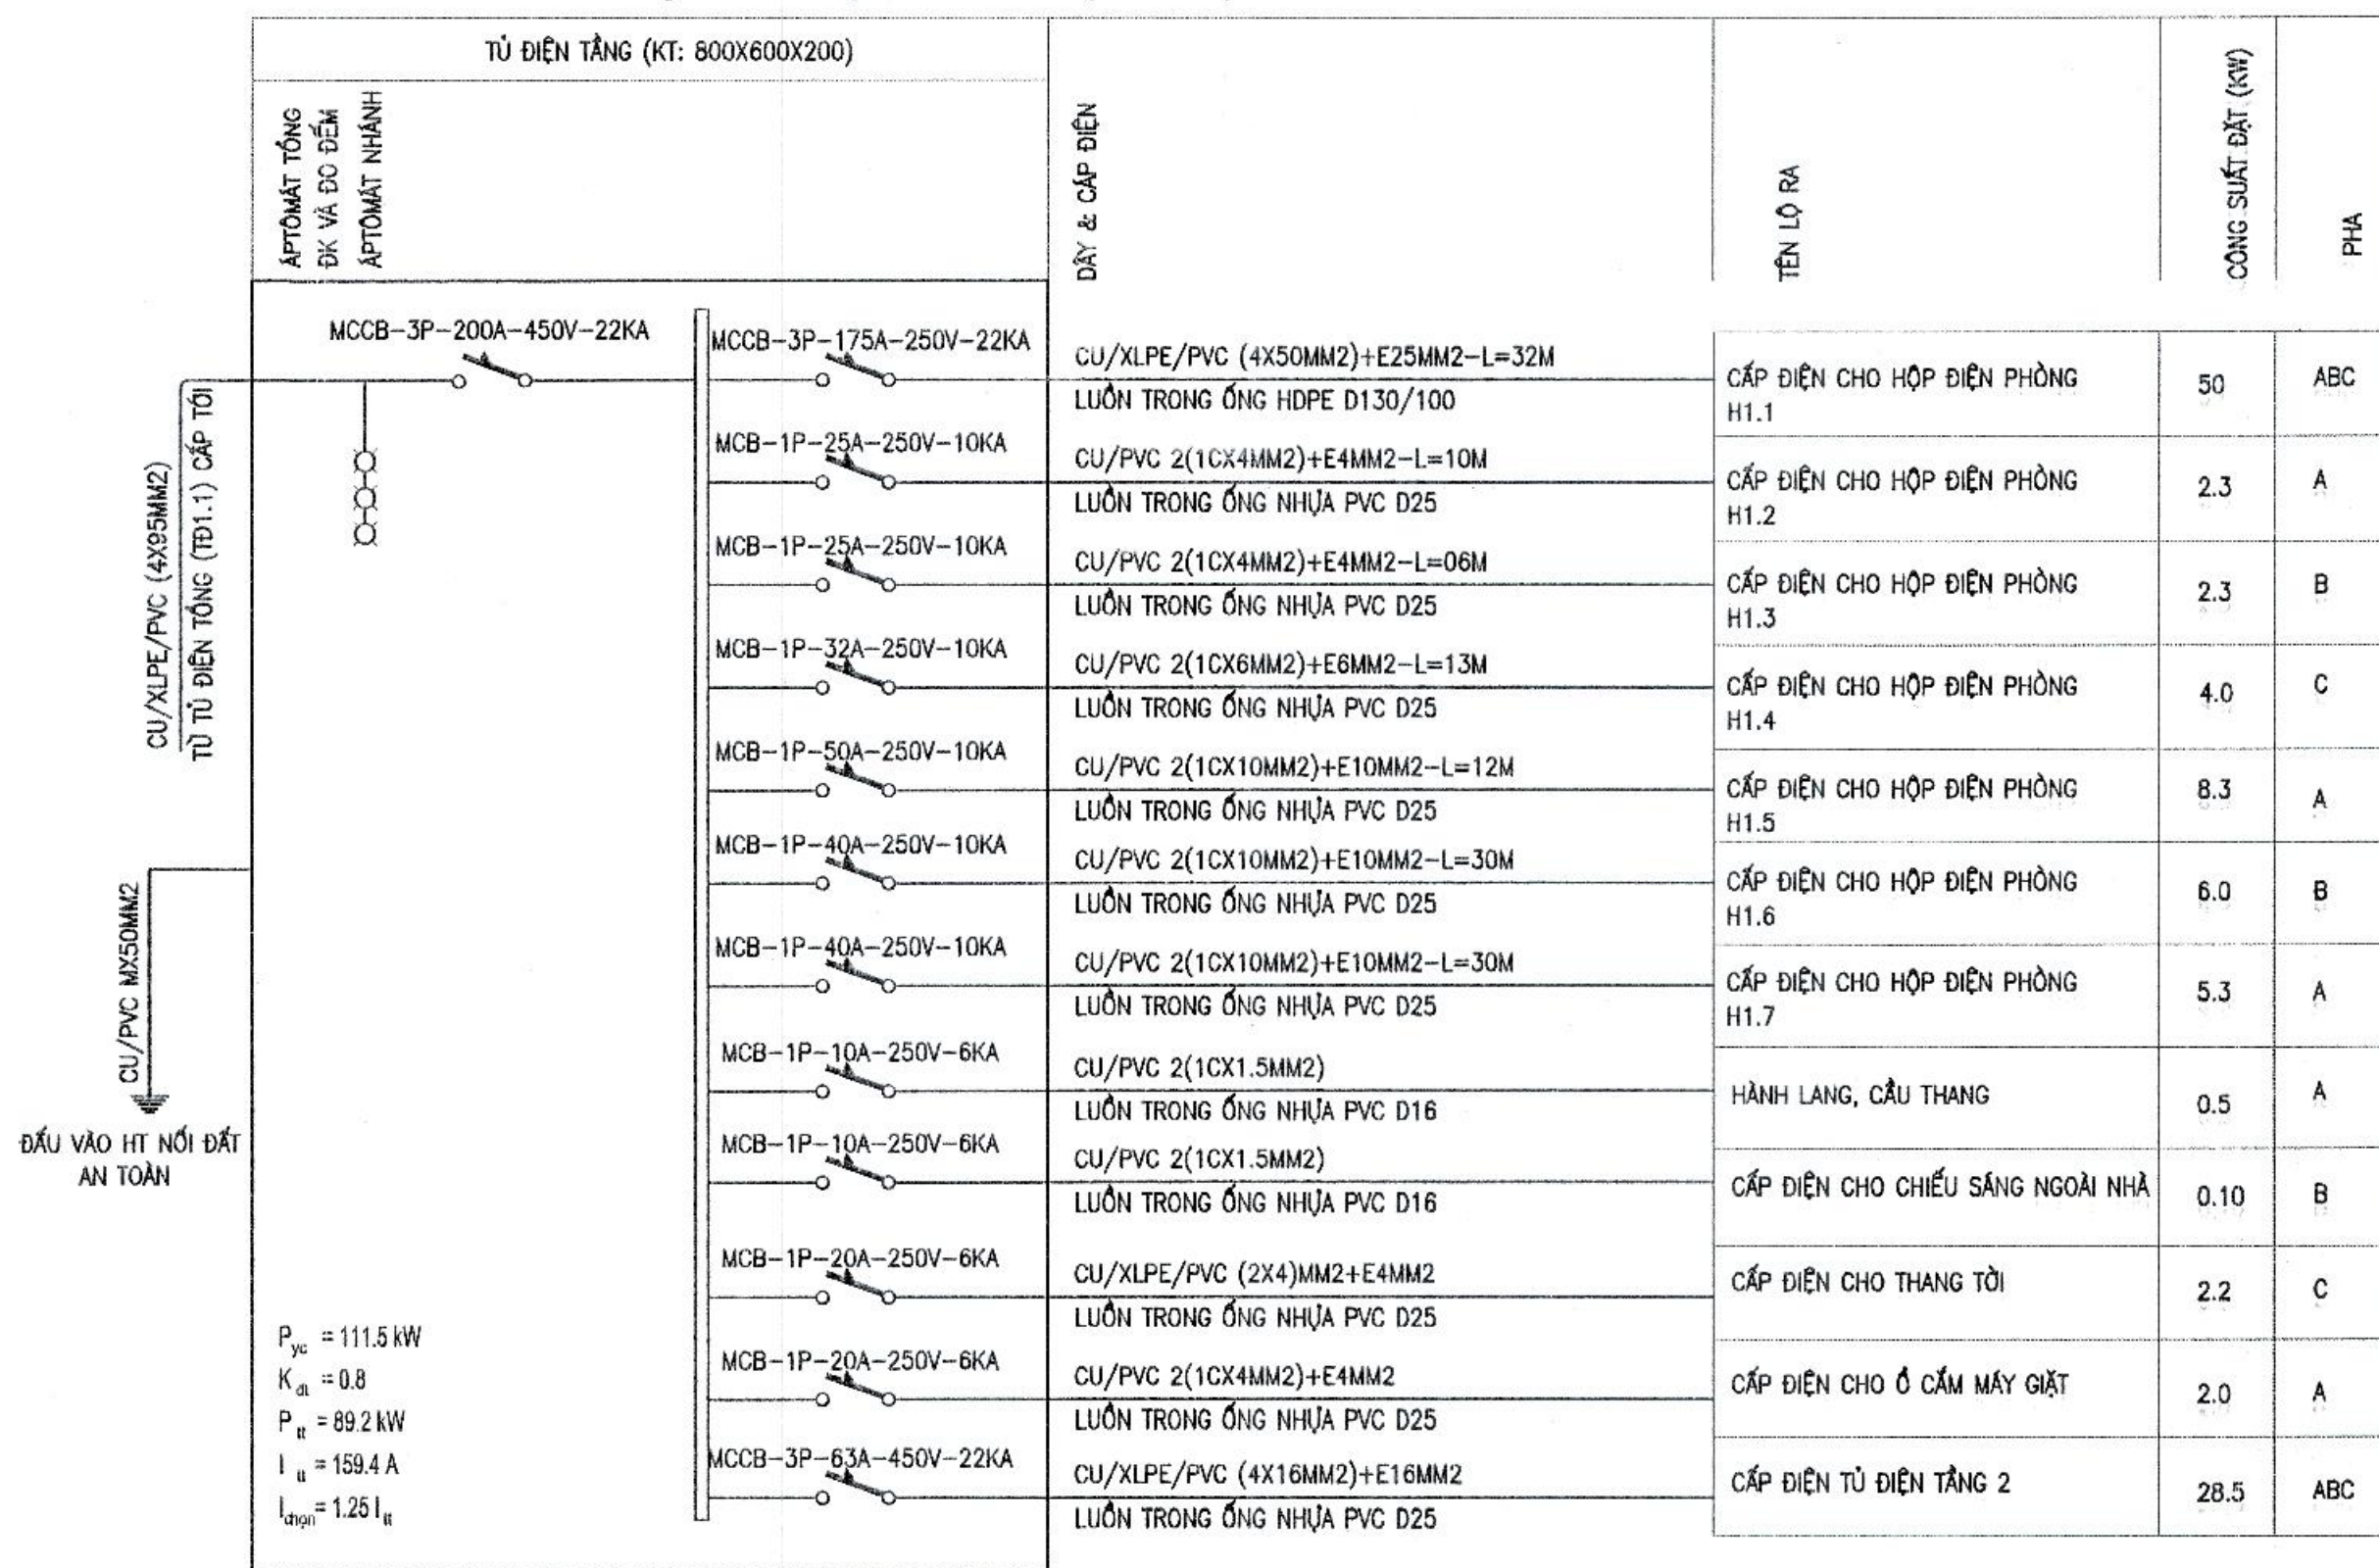 TỦ ĐIỆN TẦNG (KT: 800X600X200)
ÁPTÔMÁT TỔNG
ĐK VÀ ĐO ĐẾM
ÁPTÔMÁT NHÁNH
DÂY & CÁP ĐIỆN
TÊN LỘ RA
CÔNG SUẤT ĐẶT (KW)
PHA
CU/XLPE/PVC (4X95MM2)
TỪ TỦ ĐIỆN TỔNG (TĐ1.1) CẤP TỚI
MCCB-3P-200A-450V-22KA
MCCB-3P-175A-250V-22KA
CU/XLPE/PVC (4X50MM2)+E25MM2-L=32M
LUỒN TRONG ỐNG HDPE D130/100
CẤP ĐIỆN CHO HỘP ĐIỆN PHÒNG
H1.1
50
ABC
MCB-1P-25A-250V-10KA
CU/PVC 2(1CX4MM2)+E4MM2-L=10M
LUỒN TRONG ỐNG NHỰA PVC D25
CẤP ĐIỆN CHO HỘP ĐIỆN PHÒNG
H1.2
2.3
A
MCB-1P-25A-250V-10KA
CU/PVC 2(1CX4MM2)+E4MM2-L=06M
LUỒN TRONG ỐNG NHỰA PVC D25
CẤP ĐIỆN CHO HỘP ĐIỆN PHÒNG
H1.3
2.3
B
MCB-1P-32A-250V-10KA
CU/PVC 2(1CX6MM2)+E6MM2-L=13M
LUỒN TRONG ỐNG NHỰA PVC D25
CẤP ĐIỆN CHO HỘP ĐIỆN PHÒNG
H1.4
4.0
C
MCB-1P-50A-250V-10KA
CU/PVC 2(1CX10MM2)+E10MM2-L=12M
LUỒN TRONG ỐNG NHỰA PVC D25
CẤP ĐIỆN CHO HỘP ĐIỆN PHÒNG
H1.5
8.3
A
MCB-1P-40A-250V-10KA
CU/PVC 2(1CX10MM2)+E10MM2-L=30M
LUỒN TRONG ỐNG NHỰA PVC D25
CẤP ĐIỆN CHO HỘP ĐIỆN PHÒNG
H1.6
6.0
B
MCB-1P-40A-250V-10KA
CU/PVC 2(1CX10MM2)+E10MM2-L=30M
LUỒN TRONG ỐNG NHỰA PVC D25
CẤP ĐIỆN CHO HỘP ĐIỆN PHÒNG
H1.7
5.3
A
CU/PVC MX50MM2
ĐẤU VÀO HT NỐI ĐẤT
AN TOÀN
MCB-1P-10A-250V-6KA
CU/PVC 2(1CX1.5MM2)
LUỒN TRONG ỐNG NHỰA PVC D16
HÀNH LANG, CẦU THANG
0.5
A
MCB-1P-10A-250V-6KA
CU/PVC 2(1CX1.5MM2)
LUỒN TRONG ỐNG NHỰA PVC D16
CẤP ĐIỆN CHO CHIẾU SÁNG NGOÀI NHÀ
0.10
B
MCB-1P-20A-250V-6KA
CU/XLPE/PVC (2X4)MM2+E4MM2
LUỒN TRONG ỐNG NHỰA PVC D25
CẤP ĐIỆN CHO THANG TỜI
2.2
C
MCB-1P-20A-250V-6KA
CU/PVC 2(1CX4MM2)+E4MM2
LUỒN TRONG ỐNG NHỰA PVC D25
CẤP ĐIỆN CHO Ổ CẮM MÁY GIẶT
2.0
A
MCCB-3P-63A-450V-22KA
CU/XLPE/PVC (4X16MM2)+E16MM2
LUỒN TRONG ỐNG NHỰA PVC D25
CẤP ĐIỆN TỦ ĐIỆN TẦNG 2
28.5
ABC
Pyc = 111.5 kW
Kdt = 0.8
Ptt = 89.2 kW
Itt = 159.4 A
Ichọn = 1.25 Itt